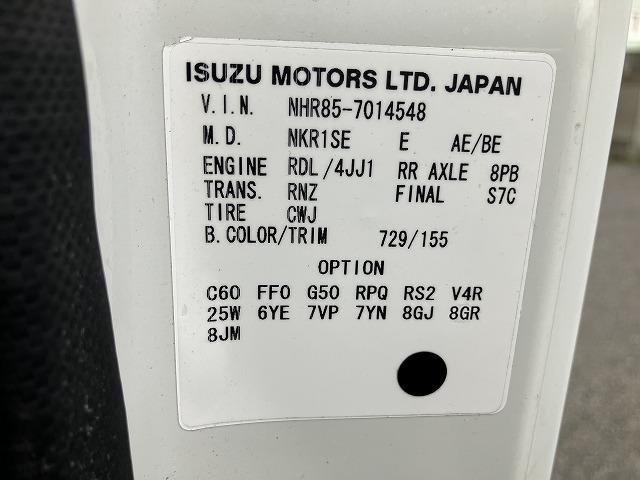 ISUZU MOTORS LTD. JAPAN
V.I.N. NHR85-7014548
M.D. NKR1SE E AE/BE
ENGINE RDL/4JJ1 RR AXLE 8PB
TRANS. RNZ FINAL S7C
TIRE CWJ
B.COLOR/TRIM 729/155
OPTION
C60 FF0 G50 RPQ RS2 V4R
25W 6YE 7VP 7YN 8GJ 8GR
8JM